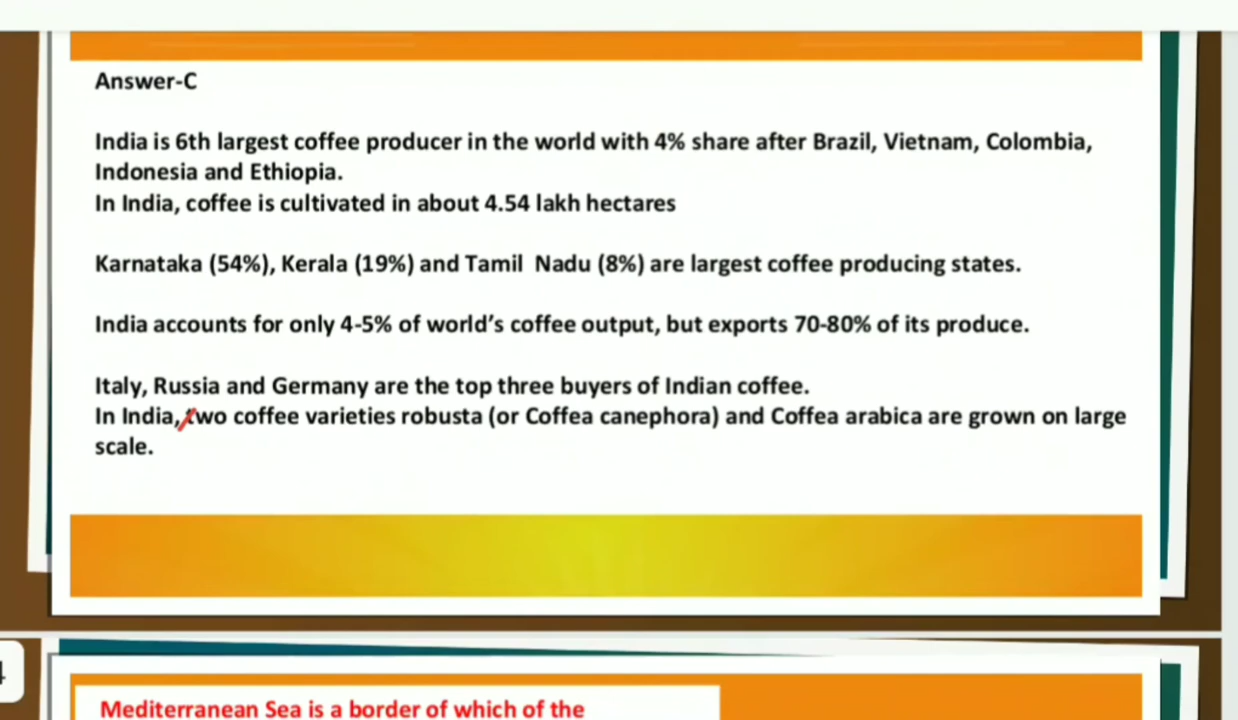 Answer-C
India is 6th largest coffee producer in the world with 4% share after Brazil, Vietnam, Colombia,
Indonesia and Ethiopia.
In India, coffee is cultivated in about 4.54 lakh hectares
Karnataka (54%), Kerala (19%) and Tamil Nadu (8%) are largest coffee producing states.
India accounts for only 4-5% of world's coffee output, but exports 70-80% of its produce.
Italy, Russia and Germany are the top three buyers of Indian coffee.
In India, two coffee varieties robusta (or Coffea canephora) and Coffea arabica are grown on large
scale.
Mediterranean Sea is a border of which of the